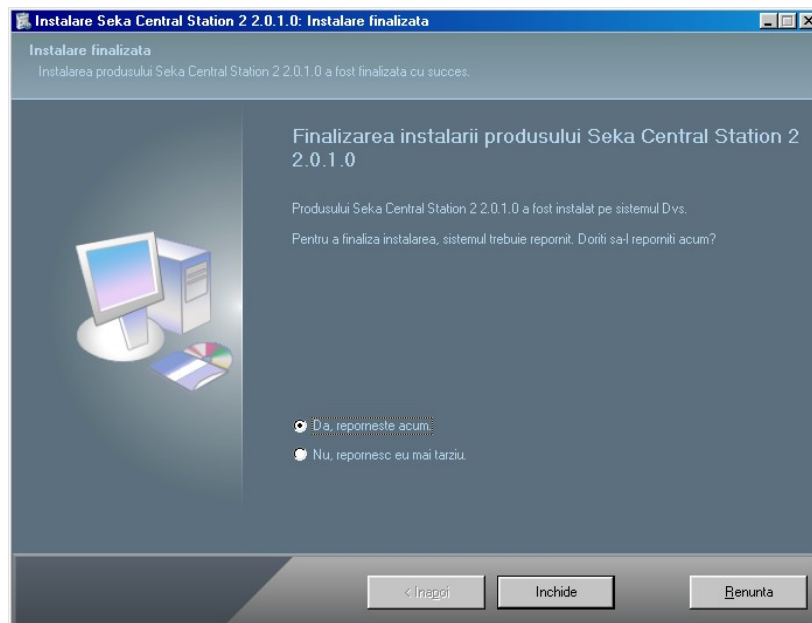 Instalare Seka Central Station 2 2.0.1.0: Instalare finalizata
Instalare finalizata
Instalarea produsului Seka Central Station 2 2.0.1.0 a fost finalizata cu succes.
Finalizarea instalarii produsului Seka Central Station 2
2.0.1.0
Produsului Seka Central Station 2 2.0.1.0 a fost instalat pe sistemul Dvs.
Pentru a finaliza instalarea, sistemul trebuie repornit. Doriti sa-l reporniti acum?
Da, reporneste acum.
Nu, repornesc eu mai tarziu.
< Inapoi
Inchide
Renunta